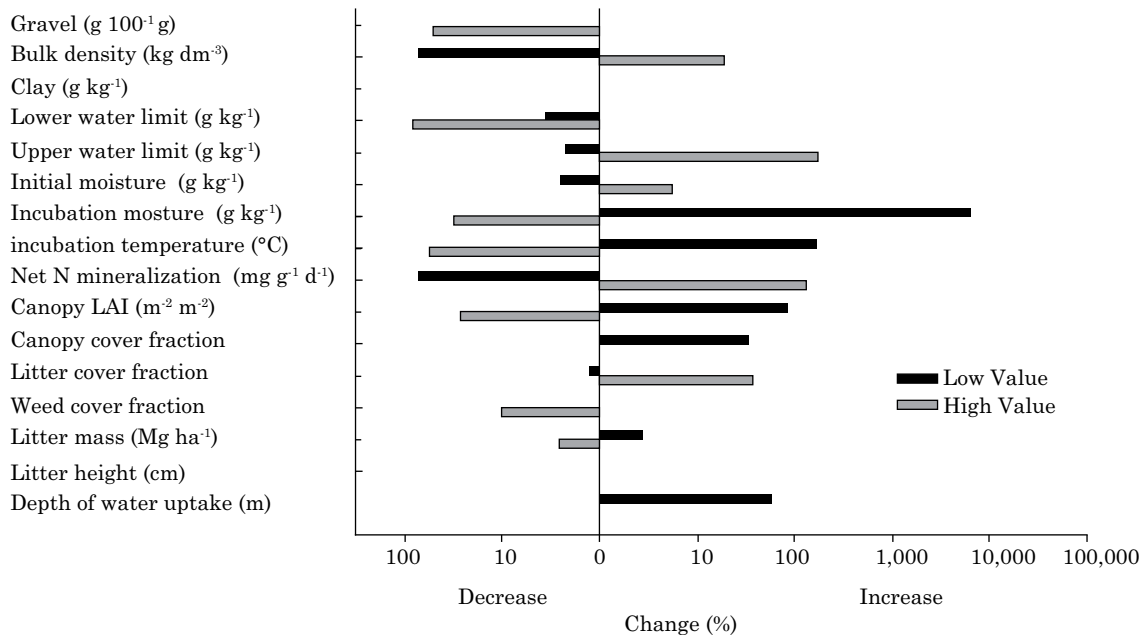 Gravel (g 100⁻¹ g)
Bulk density (kg dm⁻³)
Clay (g kg⁻¹)
Lower water limit (g kg⁻¹)
Upper water limit (g kg⁻¹)
Initial moisture (g kg⁻¹)
Incubation mosture (g kg⁻¹)
incubation temperature (°C)
Net N mineralization (mg g⁻¹ d⁻¹)
Canopy LAI (m⁻² m⁻²)
Canopy cover fraction
Litter cover fraction
Weed cover fraction
Litter mass (Mg ha⁻¹)
Litter height (cm)
Depth of water uptake (m)
Low Value
High Value
100 10 0 10 100 1,000 10,000 100,000
Decrease Increase
Change (%)